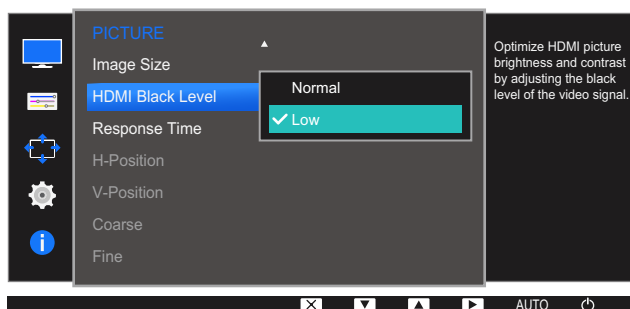 PICTURE
Image Size
HDMI Black Level
Response Time
H-Position
V-Position
Coarse
Fine
Normal
Low
Optimize HDMI picture
brightness and contrast
by adjusting the black
level of the video signal.
AUTO